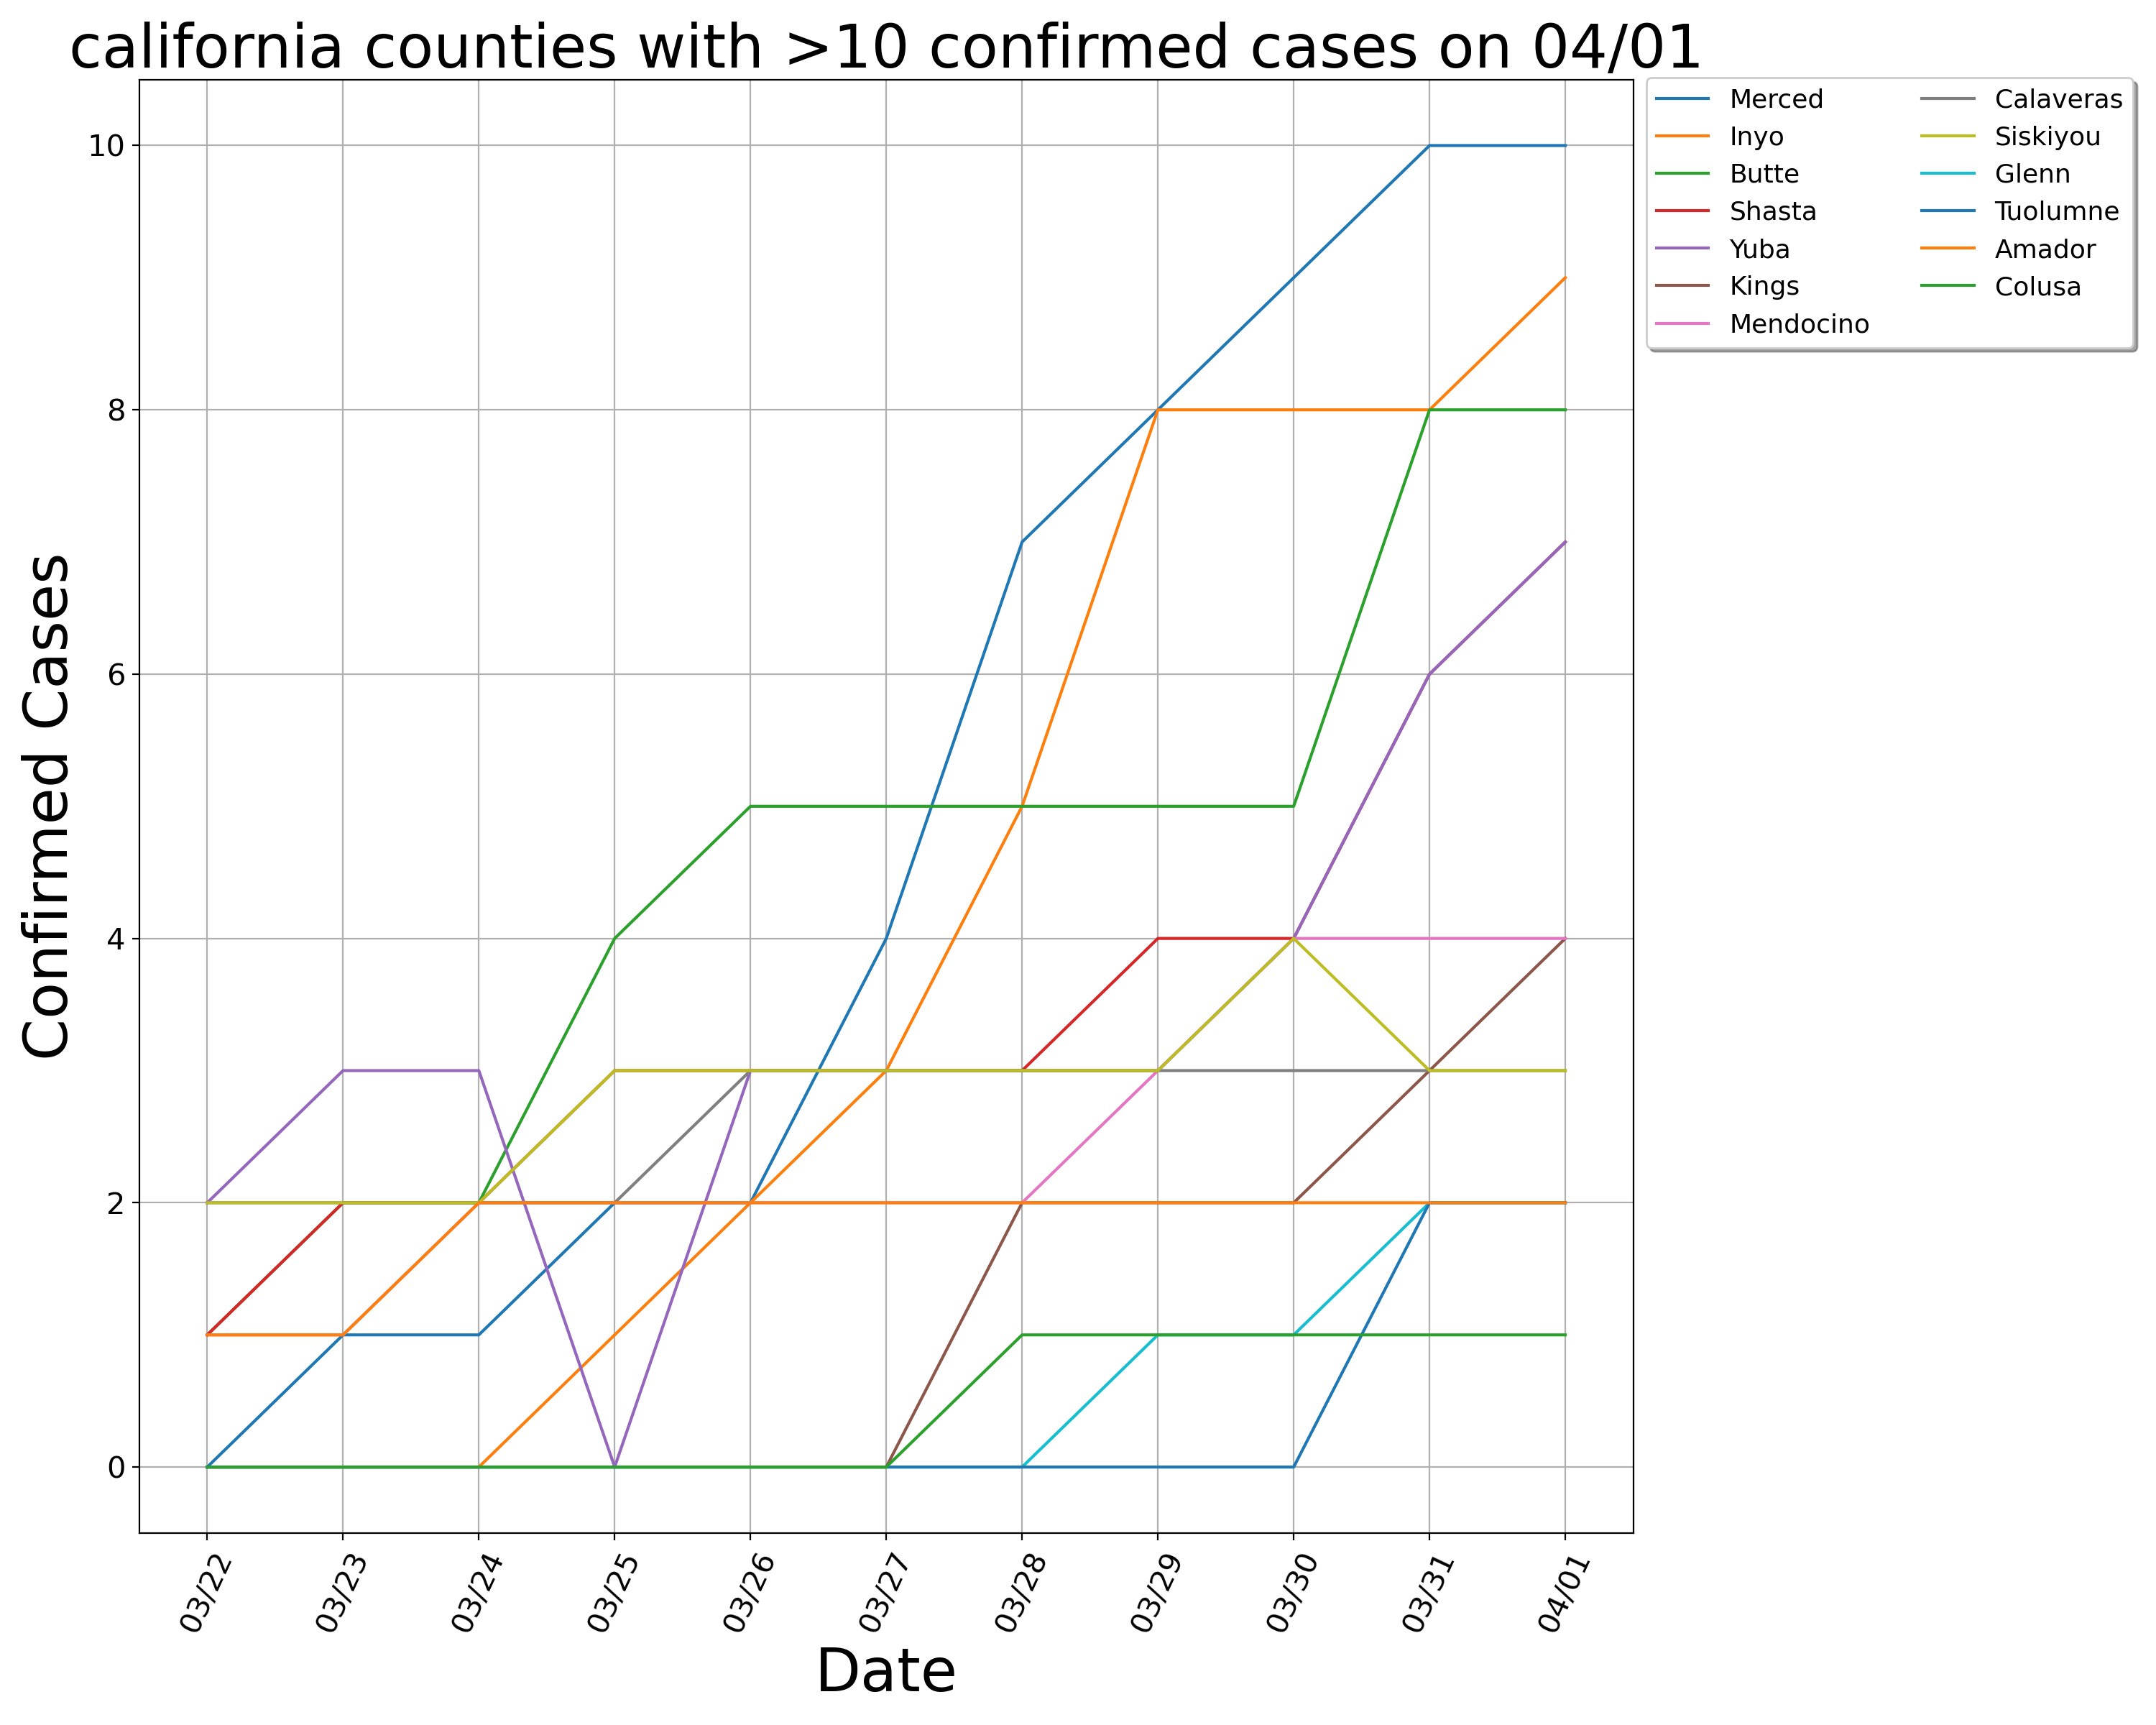 california counties with >10 confirmed cases on 04/01
Merced
Inyo
Butte
Shasta
Yuba
Kings
Mendocino
Calaveras
Siskiyou
Glenn
Tuolumne
Amador
Colusa
Confirmed Cases
10
8
6
4
2
0
03/22
03/23
03/24
03/25
03/26
03/27
03/28
03/29
03/30
03/31
04/01
Date